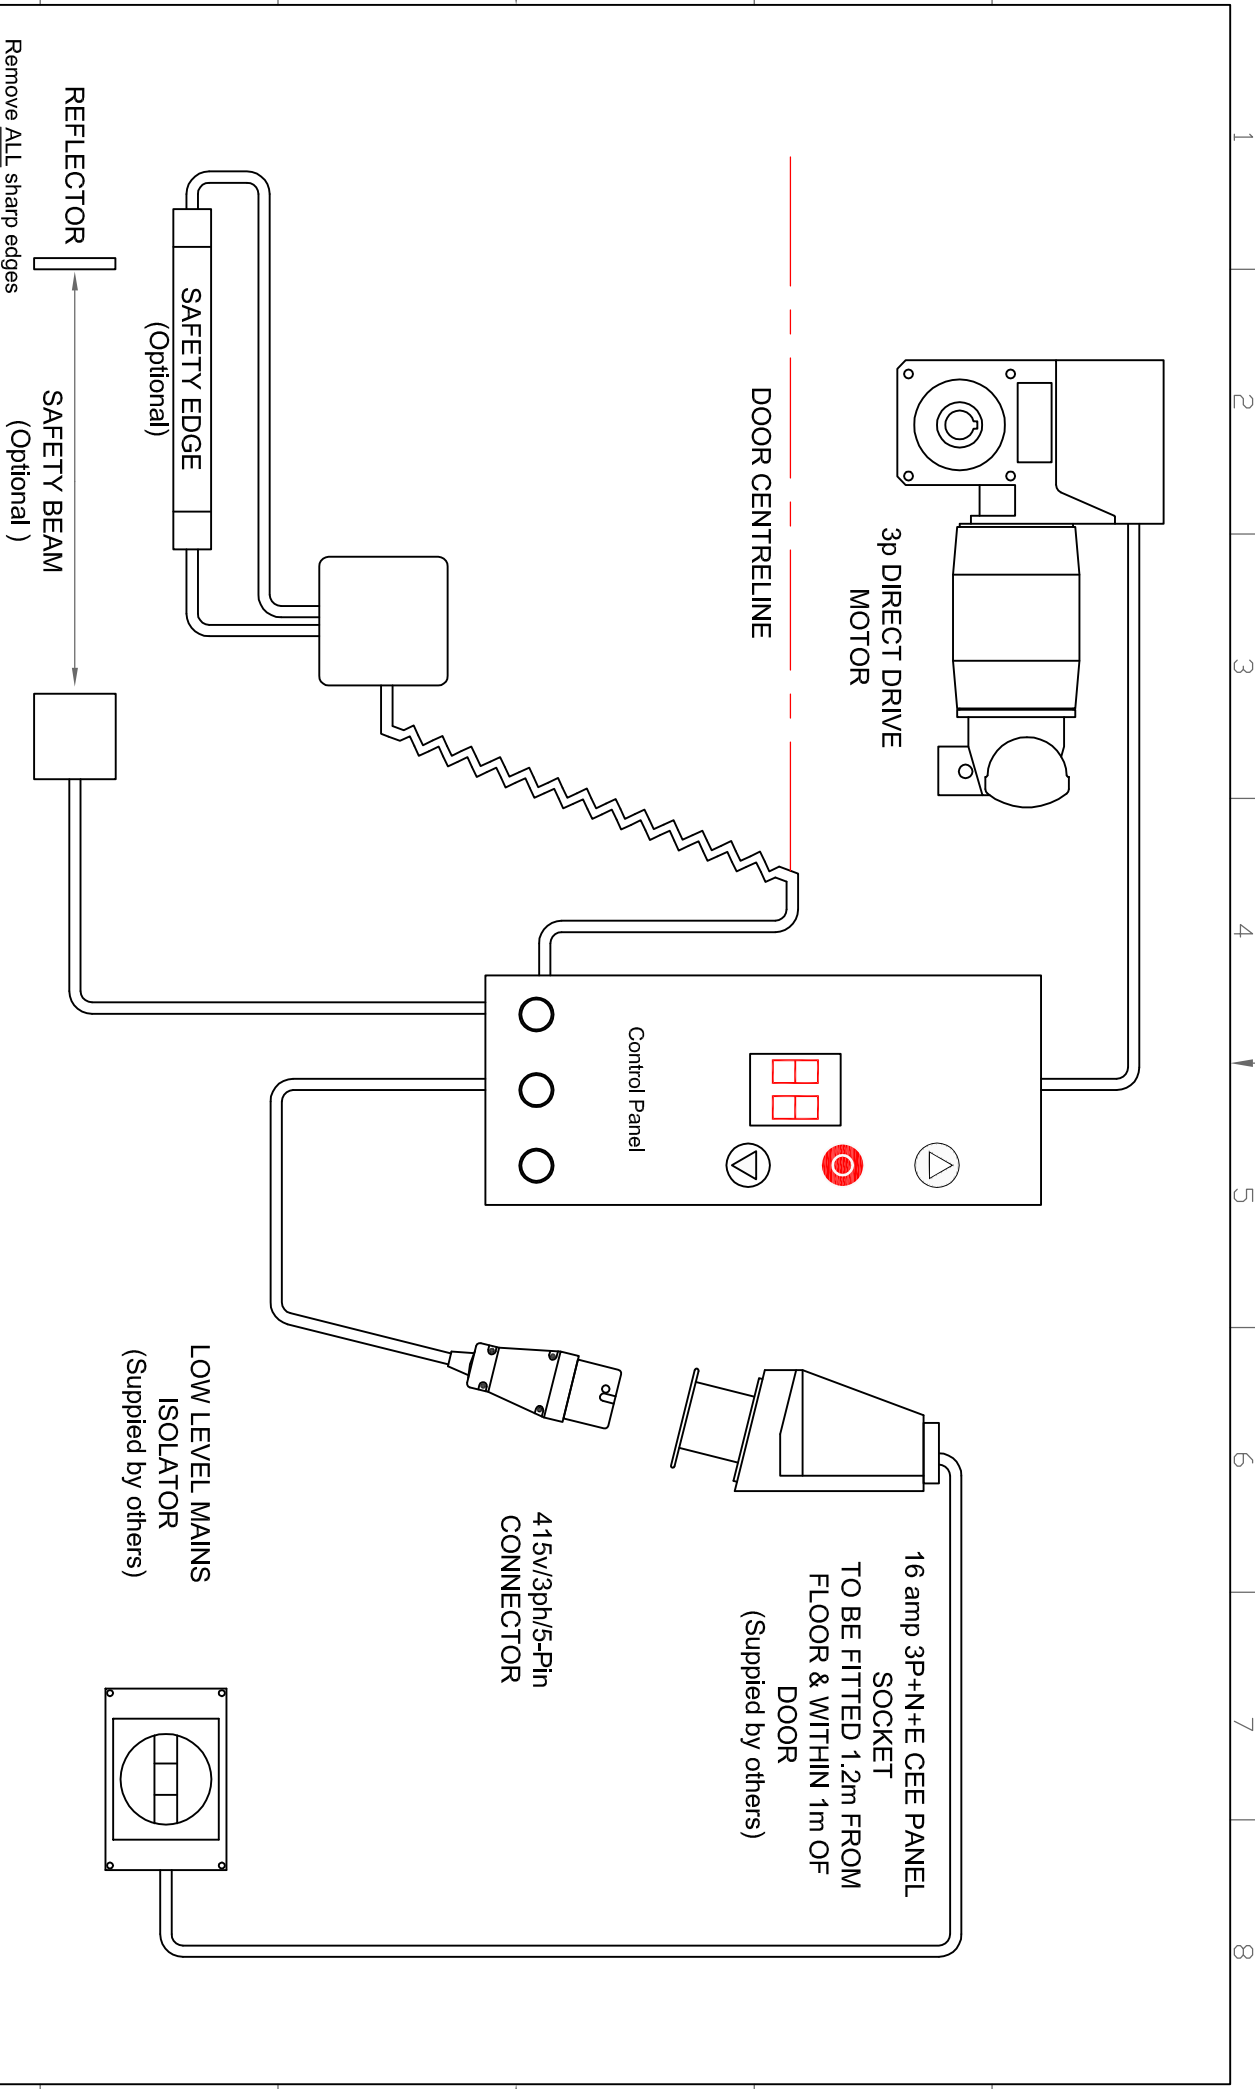 1
2
3
4
5
6
7
8
3p DIRECT DRIVE
MOTOR
DOOR CENTRELINE
Control Panel
16 amp 3P+N+E CEE PANEL
SOCKET
TO BE FITTED 1.2m FROM
FLOOR & WITHIN 1m OF
DOOR
(Suppied by others)
415v/3ph/5-Pin
CONNECTOR
LOW LEVEL MAINS
ISOLATOR
(Suppied by others)
SAFETY EDGE
(Optional)
REFLECTOR
SAFETY BEAM
(Optional )
Remove ALL sharp edges